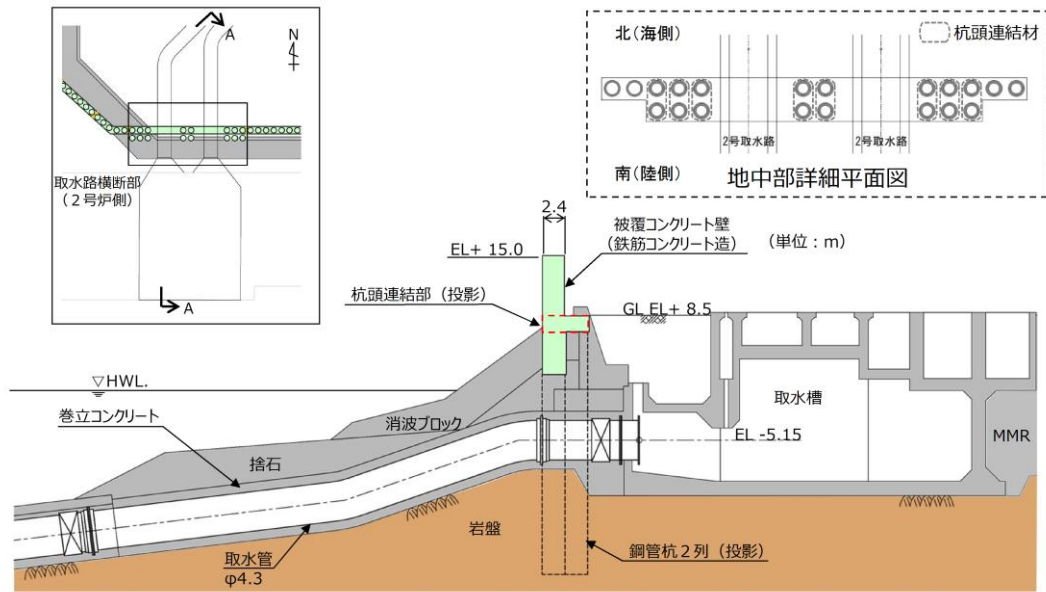 A
N
取水路横断部
(２号炉側)
A
北(海側)
杭頭連結材
2号取水路
2号取水路
南(陸側)
地中部詳細平面図
2.4
被覆コンクリート壁
(鉄筋コンクリート造)
(単位：m)
EL+ 15.0
杭頭連結部（投影）
GL EL+ 8.5
▽HWL.
巻立コンクリート
消波ブロック
取水槽
EL -5.15
MMR
捨石
岩盤
取水管
φ4.3
鋼管杭２列（投影）